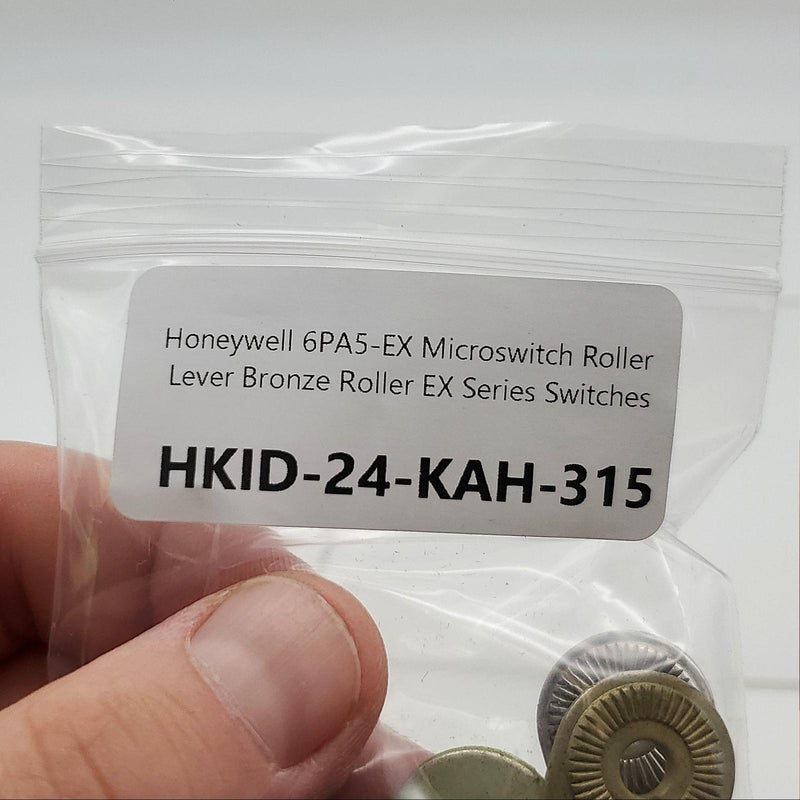 Honeywell 6PA5-EX Microswitch Roller
Lever Bronze Roller EX Series Switches
HKID-24-KAH-315